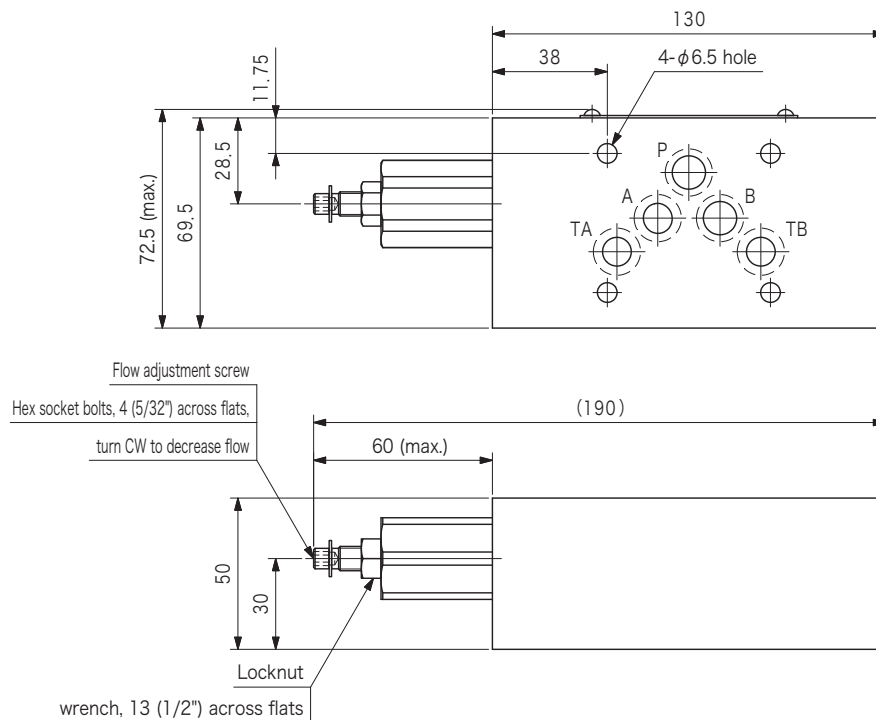 130
38
4-φ6.5 hole
11.75
28.5
72.5 (max.)
69.5
P
A
B
TA
TB
Flow adjustment screw
Hex socket bolts, 4 (5/32") across flats,
turn CW to decrease flow
(190)
60 (max.)
50
30
Locknut
wrench, 13 (1/2") across flats